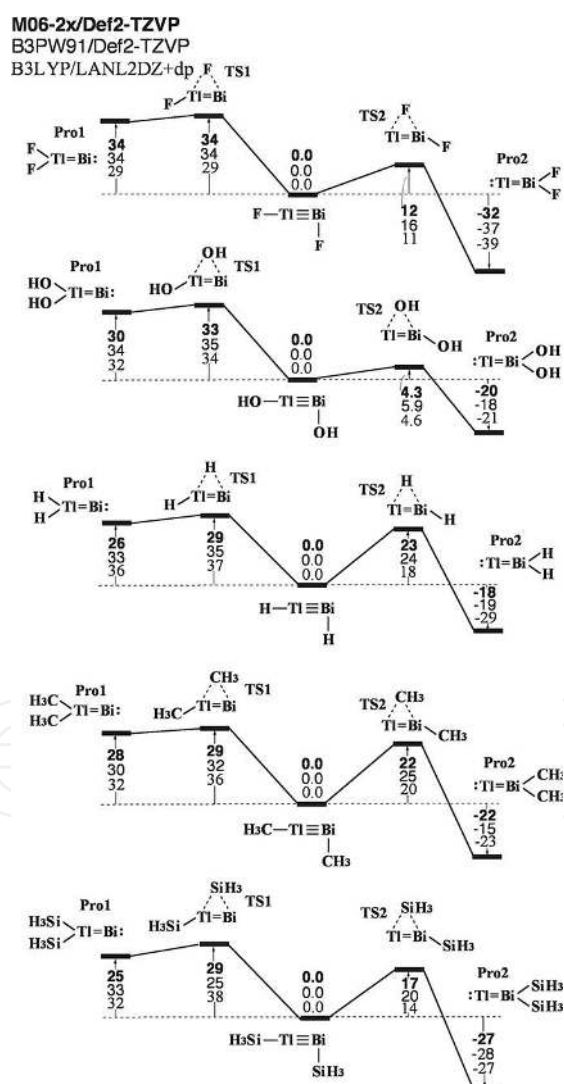 M06-2x/Def2-TZVP
B3PW91/Def2-TZVP
B3LYP/LANL2DZ+dp
F TS1
F Tl=Bi
Pro1
F
Tl=Bi:
F
34
34
29
34
34
29
0.0
0.0
0.0
F—Tl≡Bi
F
F
TS2
Tl=Bi
F
12
16
11
Pro2
:Tl=Bi
F
F
-32
-37
-39
Pro1
HO
Tl=Bi:
HO
30
34
32
OH
TS1
HO Tl=Bi
33
35
34
0.0
0.0
0.0
HO—Tl≡Bi
OH
TS2
OH
Tl=Bi
OH
4.3
5.9
4.6
Pro2
:Tl=Bi
OH
OH
-20
-18
-21
Pro1
H
Tl=Bi:
H
26
33
36
H
TS1
H Tl=Bi
29
35
37
0.0
0.0
0.0
H—Tl≡Bi
H
TS2
H
Tl=Bi
H
23
24
18
Pro2
:Tl=Bi
H
H
-18
-19
-29
Pro1
H3C
Tl=Bi:
H3C
28
30
32
CH3
TS1
H3C Tl=Bi
29
32
36
0.0
0.0
0.0
H3C—Tl≡Bi
CH3
TS2
CH3
Tl=Bi
CH3
22
25
20
Pro2
:Tl=Bi
CH3
CH3
-22
-15
-23
Pro1
H3Si
Tl=Bi:
H3Si
25
33
32
SiH3
TS1
H3Si Tl=Bi
29
25
38
0.0
0.0
0.0
H3Si—Tl≡Bi
SiH3
TS2
SiH3
Tl=Bi
SiH3
17
20
14
Pro2
:Tl=Bi
SiH3
SiH3
-27
-28
-27